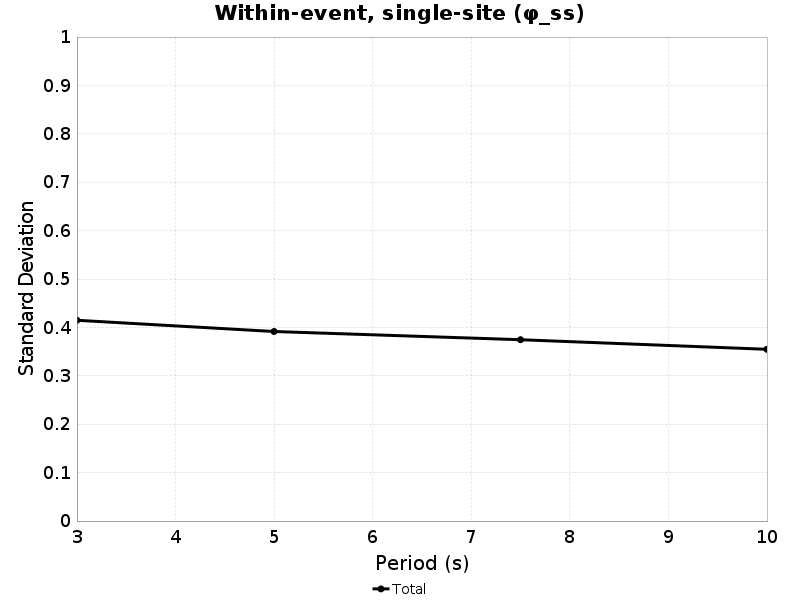 Within-event, single-site (φ_ss)
1
0.9
0.8
0.7
0.6
0.5
0.4
0.3
0.2
0.1
0
Standard Deviation
3 4 5 6 7 8 9 10
Period (s)
Total